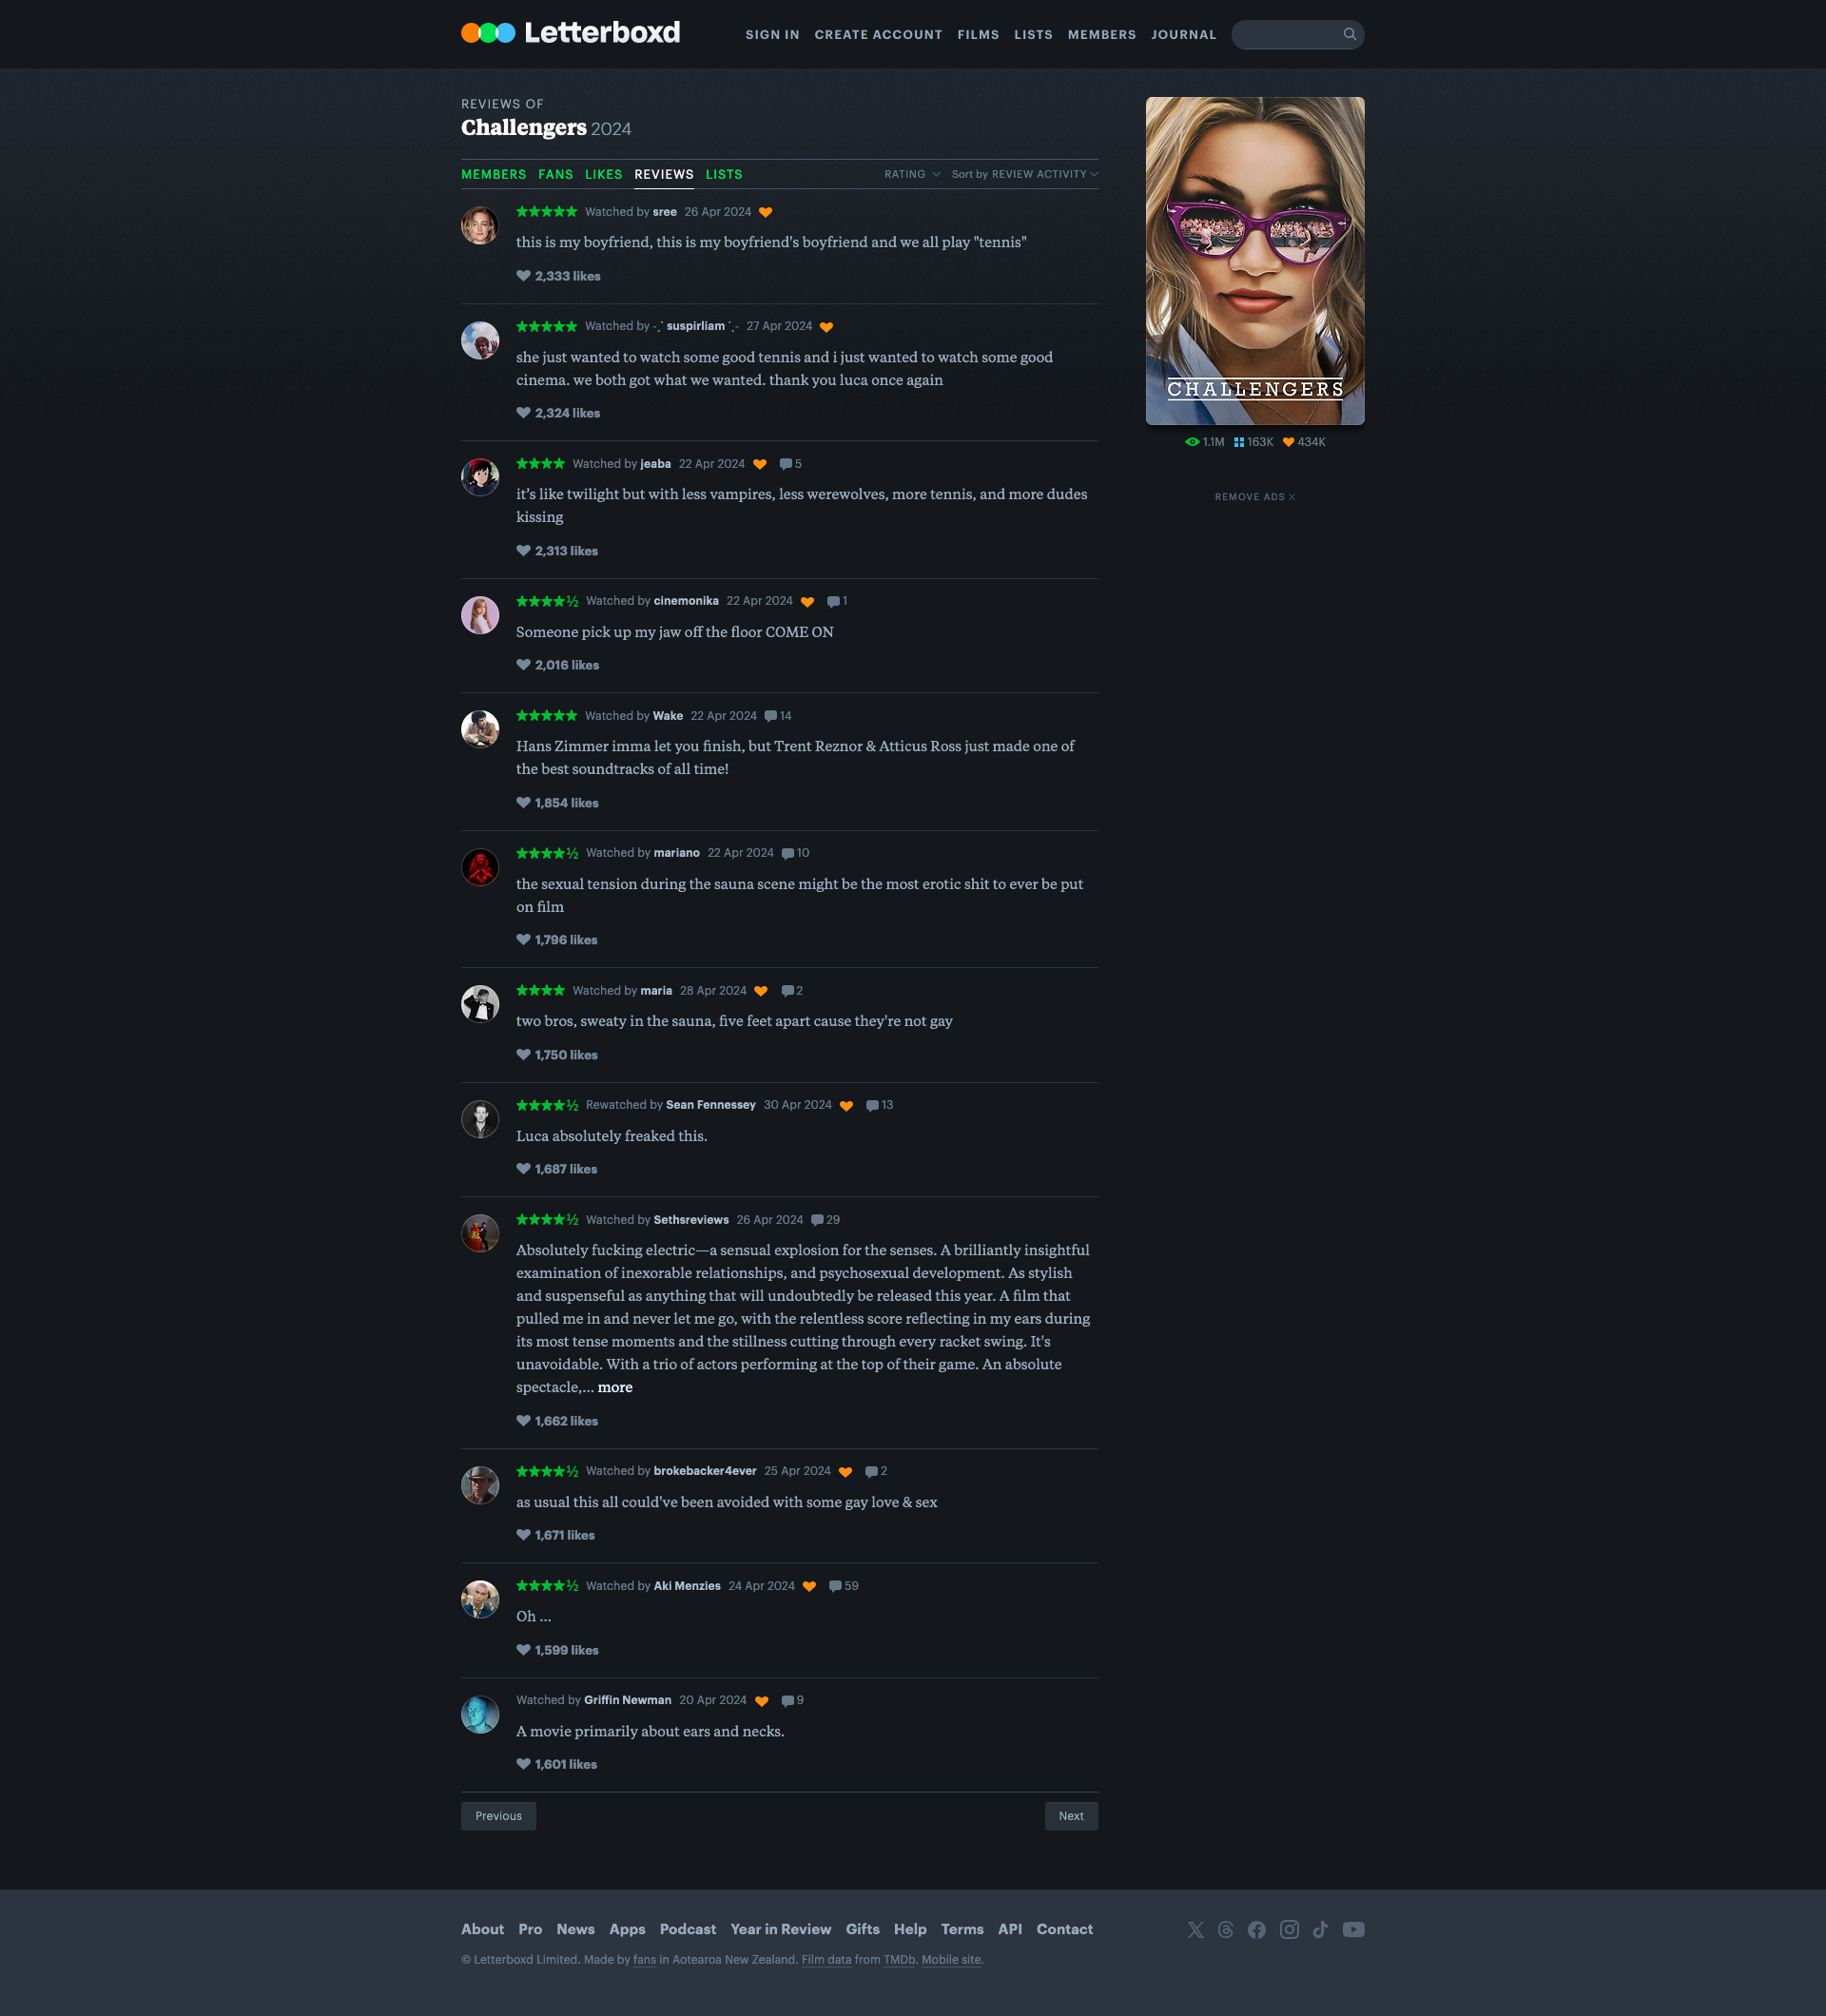 Letterboxd
SIGN IN CREATE ACCOUNT FILMS LISTS MEMBERS JOURNAL
REVIEWS OF
Challengers 2024
MEMBERS FANS LIKES REVIEWS LISTS
RATING Sort by REVIEW ACTIVITY
★★★★★ Watched by sree 26 Apr 2024
this is my boyfriend, this is my boyfriend's boyfriend and we all play "tennis"
2,333 likes
★★★★★ Watched by -ˏˋ suspirliam ˊˎ- 27 Apr 2024
she just wanted to watch some good tennis and i just wanted to watch some good
cinema. we both got what we wanted. thank you luca once again
2,324 likes
★★★★ Watched by jeaba 22 Apr 2024 5
it’s like twilight but with less vampires, less werewolves, more tennis, and more dudes
kissing
2,313 likes
★★★★½ Watched by cinemonika 22 Apr 2024 1
Someone pick up my jaw off the floor COME ON
2,016 likes
★★★★★ Watched by Wake 22 Apr 2024 14
Hans Zimmer imma let you finish, but Trent Reznor & Atticus Ross just made one of
the best soundtracks of all time!
1,854 likes
★★★★½ Watched by mariano 22 Apr 2024 10
the sexual tension during the sauna scene might be the most erotic shit to ever be put
on film
1,796 likes
★★★★ Watched by maria 28 Apr 2024 2
two bros, sweaty in the sauna, five feet apart cause they're not gay
1,750 likes
★★★★½ Rewatched by Sean Fennessey 30 Apr 2024 13
Luca absolutely freaked this.
1,687 likes
★★★★½ Watched by Sethsreviews 26 Apr 2024 29
Absolutely fucking electric—a sensual explosion for the senses. A brilliantly insightful
examination of inexorable relationships, and psychosexual development. As stylish
and suspenseful as anything that will undoubtedly be released this year. A film that
pulled me in and never let me go, with the relentless score reflecting in my ears during
its most tense moments and the stillness cutting through every racket swing. It's
unavoidable. With a trio of actors performing at the top of their game. An absolute
spectacle,… more
1,662 likes
★★★★½ Watched by brokebacker4ever 25 Apr 2024 2
as usual this all could've been avoided with some gay love & sex
1,671 likes
★★★★½ Watched by Aki Menzies 24 Apr 2024 59
Oh ...
1,599 likes
Watched by Griffin Newman 20 Apr 2024 9
A movie primarily about ears and necks.
1,601 likes
Previous Next
CHALLENGERS
1.1M 163K 434K
REMOVE ADS
About Pro News Apps Podcast Year in Review Gifts Help Terms API Contact
© Letterboxd Limited. Made by fans in Aotearoa New Zealand. Film data from TMDb. Mobile site.